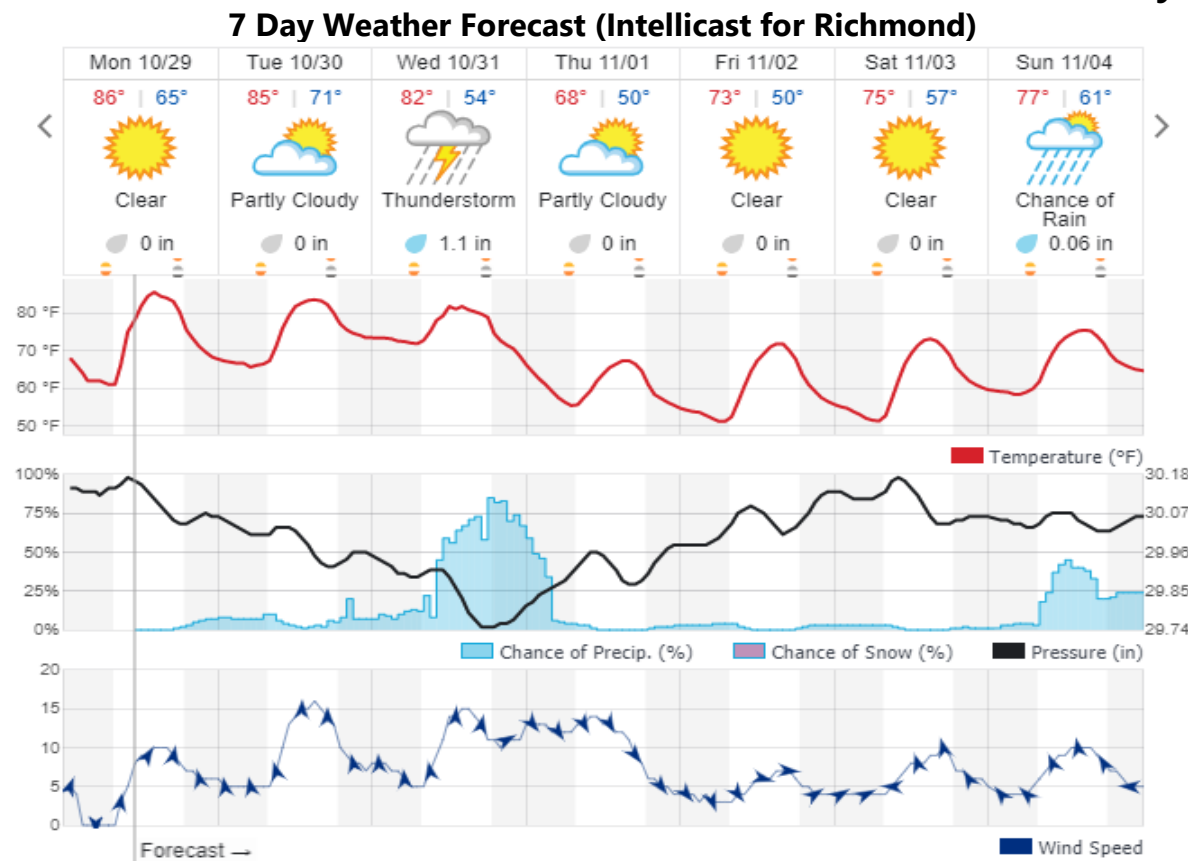 7 Day Weather Forecast (Intellicast for Richmond)
Mon 10/29 Tue 10/30 Wed 10/31 Thu 11/01 Fri 11/02 Sat 11/03 Sun 11/04
86° | 65° 85° | 71° 82° | 54° 68° | 50° 73° | 50° 75° | 57° 77° | 61°
Clear Partly Cloudy Thunderstorm Partly Cloudy Clear Clear Chance of
Rain
0 in 0 in 1.1 in 0 in 0 in 0 in 0.06 in
80 °F
70 °F
60 °F
50 °F
Temperature (°F)
100% 30.18
75% 30.07
50% 29.96
25% 29.85
0% 29.74
Chance of Precip. (%) Chance of Snow (%) Pressure (in)
20
15
10
5
0
Forecast → Wind Speed